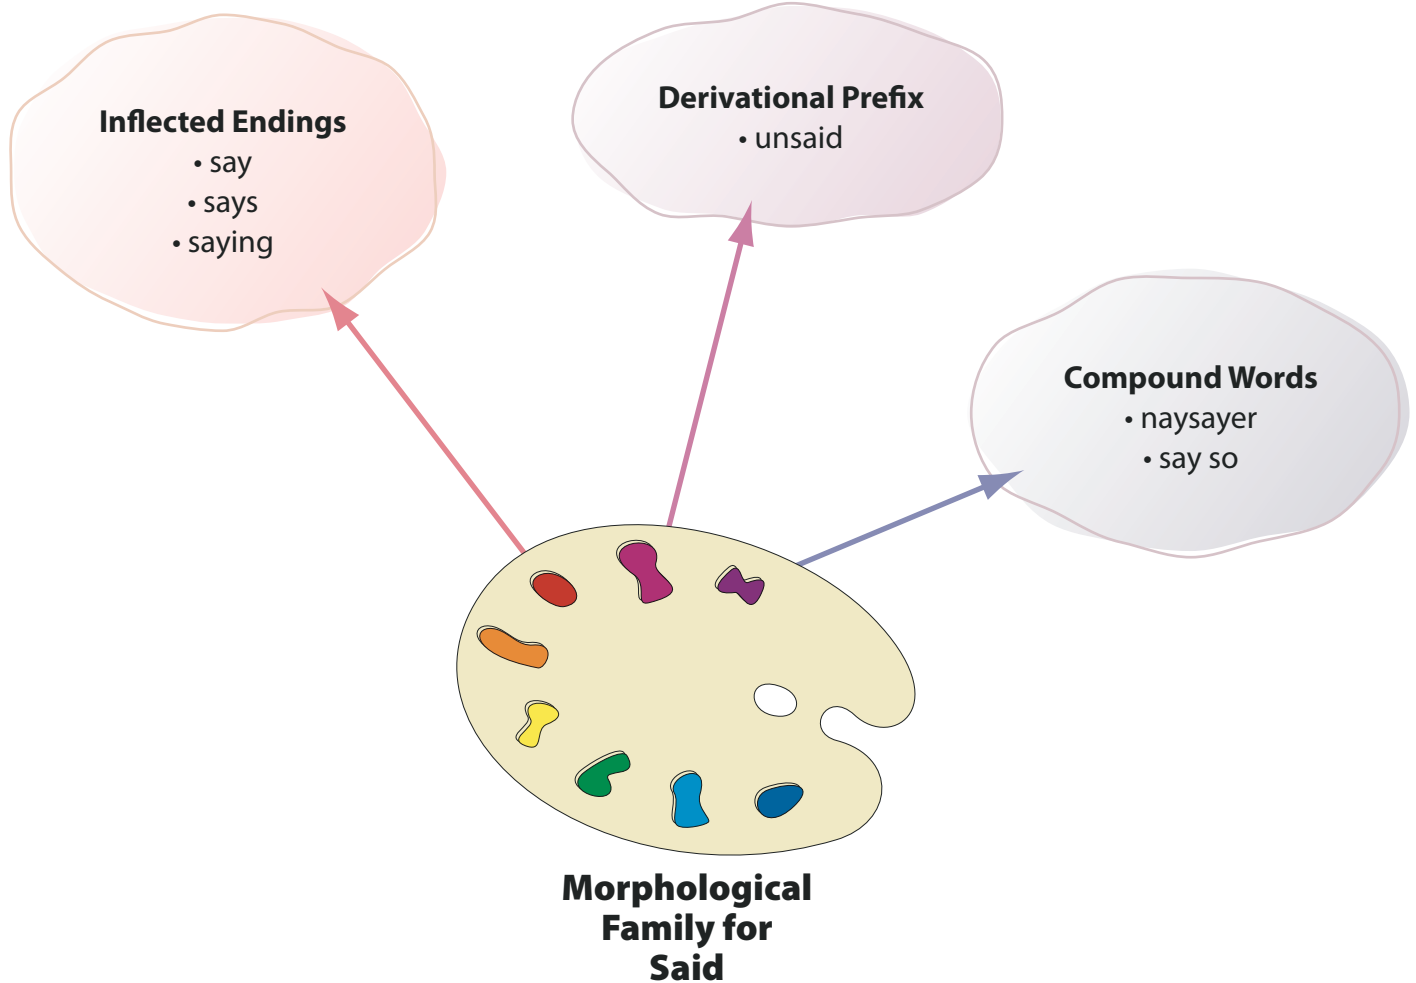 Inflected Endings
• say
• says
• saying
Derivational Prefix
• unsaid
Compound Words
• naysayer
• say so
Morphological
Family for
Said